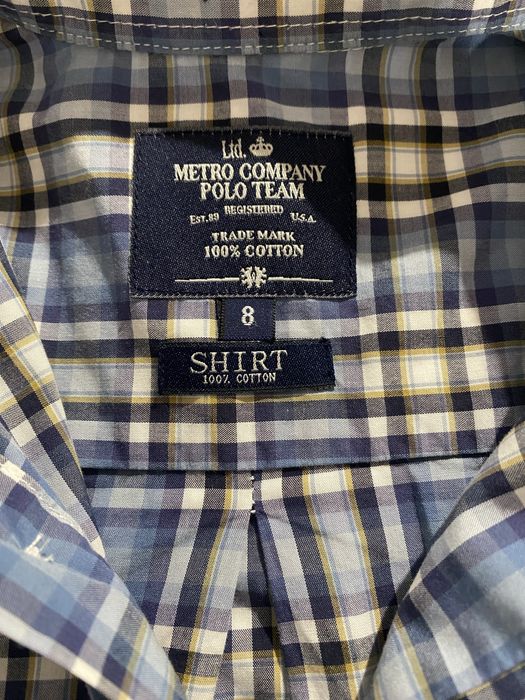 Ltd.
METRO COMPANY
POLO TEAM
EST.89 REGISTERED U.S.A.
TRADE MARK
100% COTTON
8
SHIRT
100% COTTON